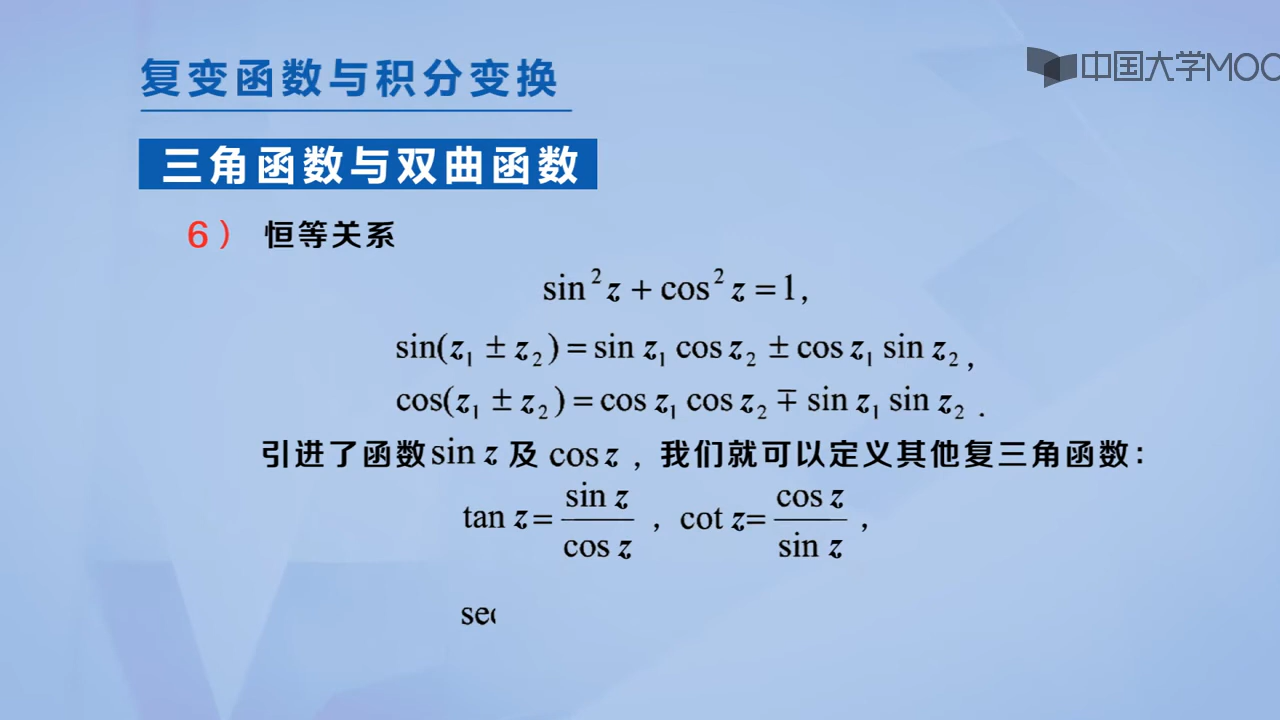 复变函数与积分变换
中国大学MOO
三角函数与双曲函数
6） 恒等关系
sin²z + cos²z = 1,
sin(z₁ ± z₂) = sin z₁ cos z₂ ± cos z₁ sin z₂ ,
cos(z₁ ± z₂) = cos z₁ cos z₂ ∓ sin z₁ sin z₂ .
引进了函数sin z 及 cos z ，我们就可以定义其他复三角函数：
tan z = sin z / cos z ， cot z = cos z / sin z ，
sec